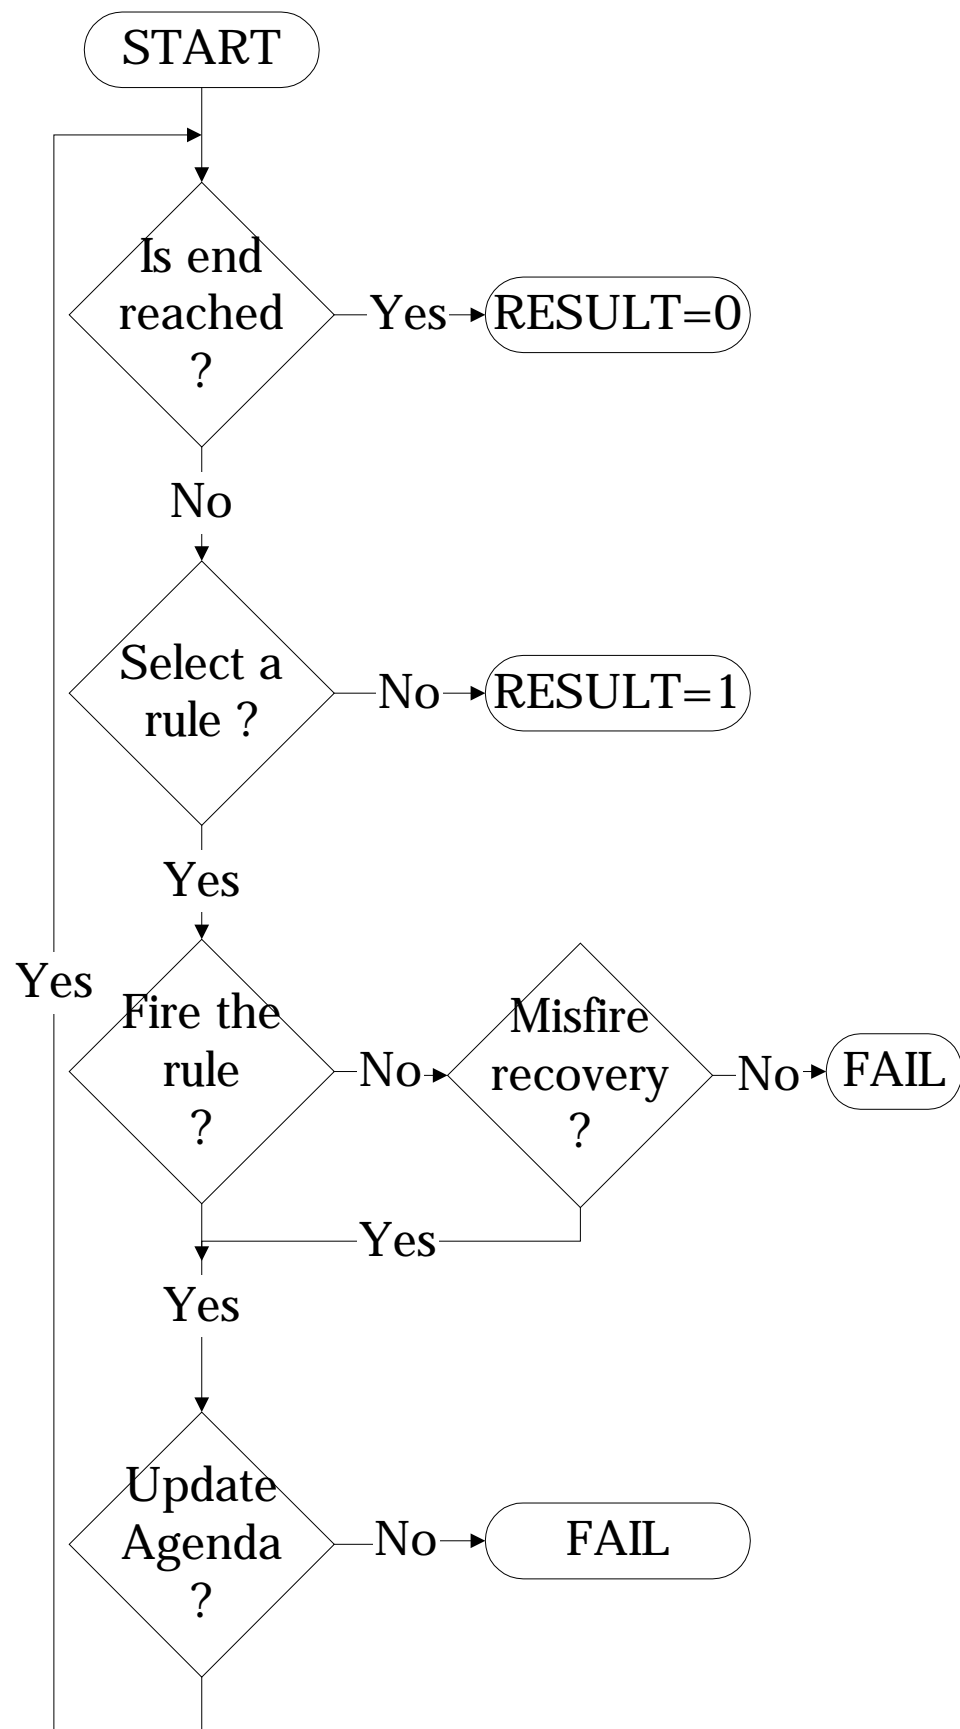 START
Is end
reached
?
Yes
RESULT=0
No
Select a
rule ?
No
RESULT=1
Yes
Yes
Fire the
rule
?
No
Misfire
recovery
?
No
FAIL
Yes
Yes
Update
Agenda
?
No
FAIL